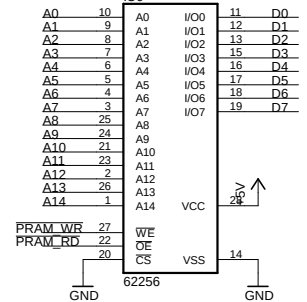 A0 10 A0 I/O0 11 D0
A1 9 A1 I/O1 12 D1
A2 8 A2 I/O2 13 D2
A3 7 A3 I/O3 15 D3
A4 6 A4 I/O4 16 D4
A5 5 A5 I/O5 17 D5
A6 4 A6 I/O6 18 D6
A7 3 A7 I/O7 19 D7
A8 25 A8
A9 24 A9
A10 21 A10
A11 23 A11
A12 2 A12
A13 26 A13
A14 1 A14 VCC 28 +5V
PRAM_WR 27 WE
PRAM_RD 22 OE
20 CS VSS 14
62256
GND GND